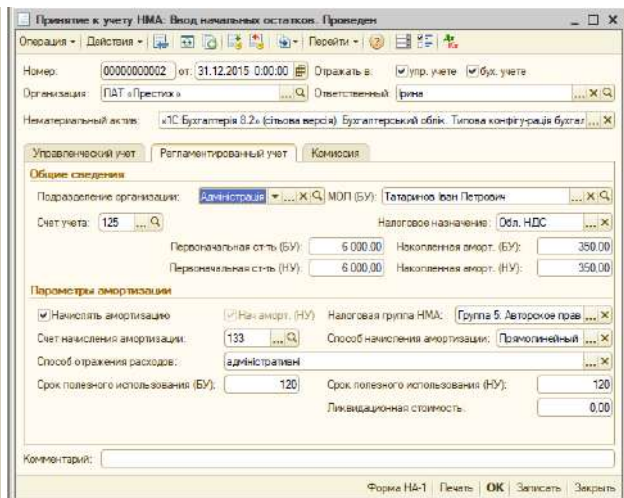 Принятие к учету НМА: Ввод начальных остатков. Проведен
Операция Действия Перейти
Номер: 00000000002 от: 31.12.2015 0:00:00 Отражать в: упр. учете бух. учете
Организация: ПАТ «Престиж» ... Ответственный: Ірина ...
Нематериальный актив: «1С:Бухгалтерія 8.2» (сітьова версія) Бухгалтерський облік. Типова конфігу-рація бухгал ...
Управленческий учет Регламентированный учет Комиссия
Общие сведения
Подразделение организации: Адміністрація ... МОЛ (БУ): Татаринов Іван Петрович ...
Счет учета: 125 ... Налоговое назначение: Обл. НДС ...
Первоначальная ст-ть (БУ): 6 000,00 Накопленная аморт. (БУ): 350,00
Первоначальная ст-ть (НУ): 6 000,00 Накопленная аморт. (НУ): 350,00
Параметры амортизации
Начислять амортизацию Нач.аморт. (НУ) Налоговая группа НМА: Группа 5: Авторское прав ...
Счет начисления амортизации: 133 ... Способ начисления амортизации: Прямолинейный ...
Способ отражения расходов: адміністративні ...
Срок полезного использования (БУ): 120 Срок полезного использования (НУ): 120
Ликвидационная стоимость: 0,00
Комментарий:
Форма НА-1 Печать ОК Записать Закрыть